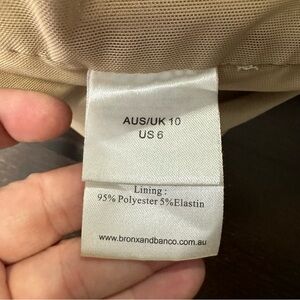 AUS/UK 10
US 6
Lining :
95% Polyester 5%Elastin
www.bronxandbanco.com.au